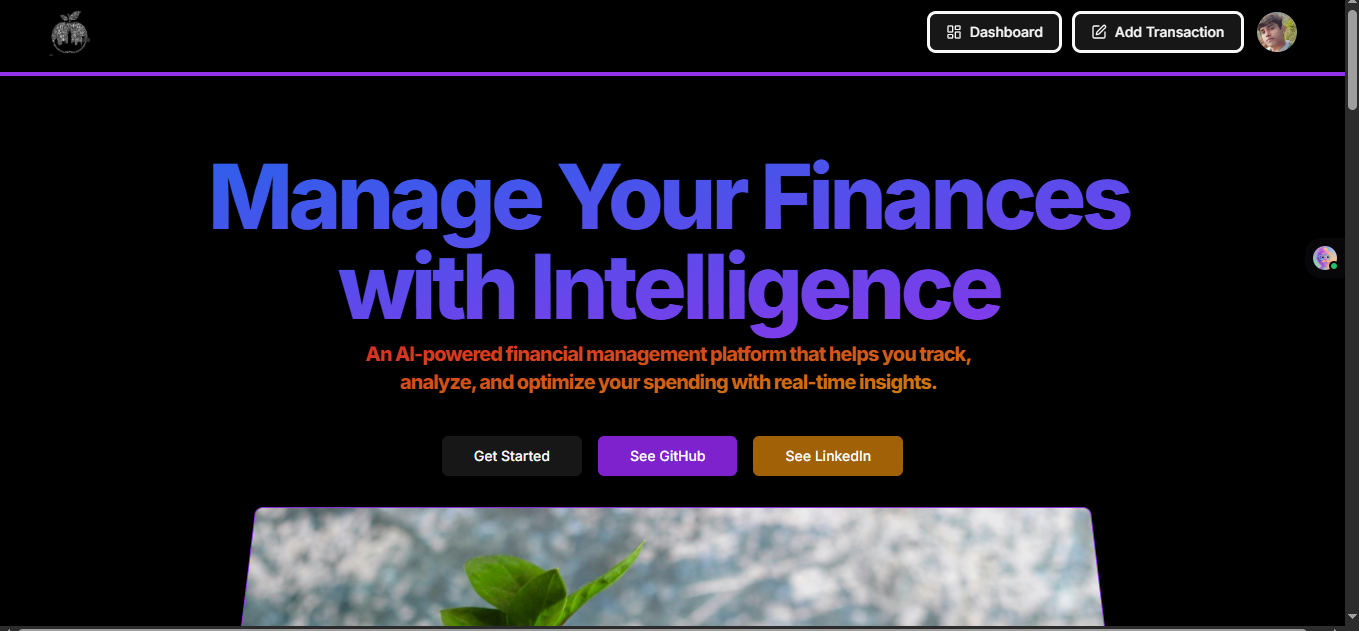 Dashboard
Add Transaction
Manage Your Finances
with Intelligence
An AI-powered financial management platform that helps you track,
analyze, and optimize your spending with real-time insights.
Get Started
See GitHub
See LinkedIn